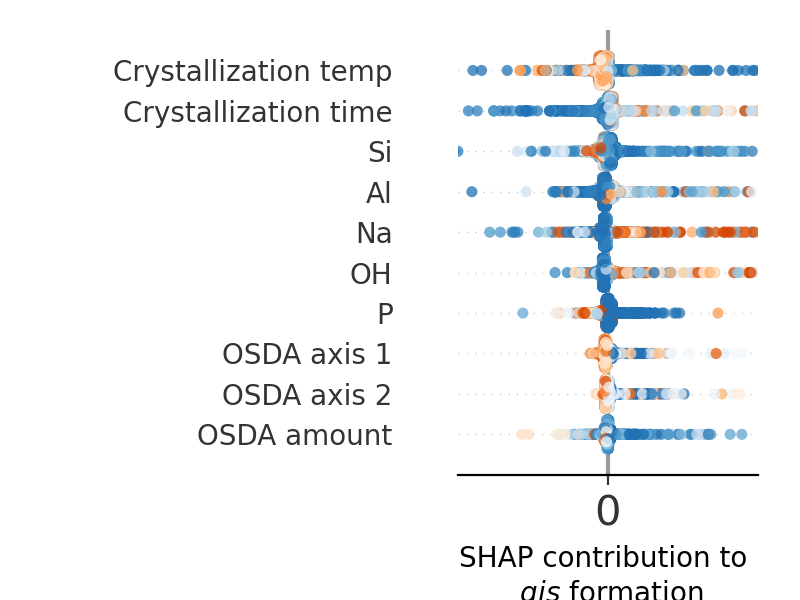 Crystallization temp
Crystallization time
Si
Al
Na
OH
P
OSDA axis 1
OSDA axis 2
OSDA amount
0
SHAP contribution to
gis formation